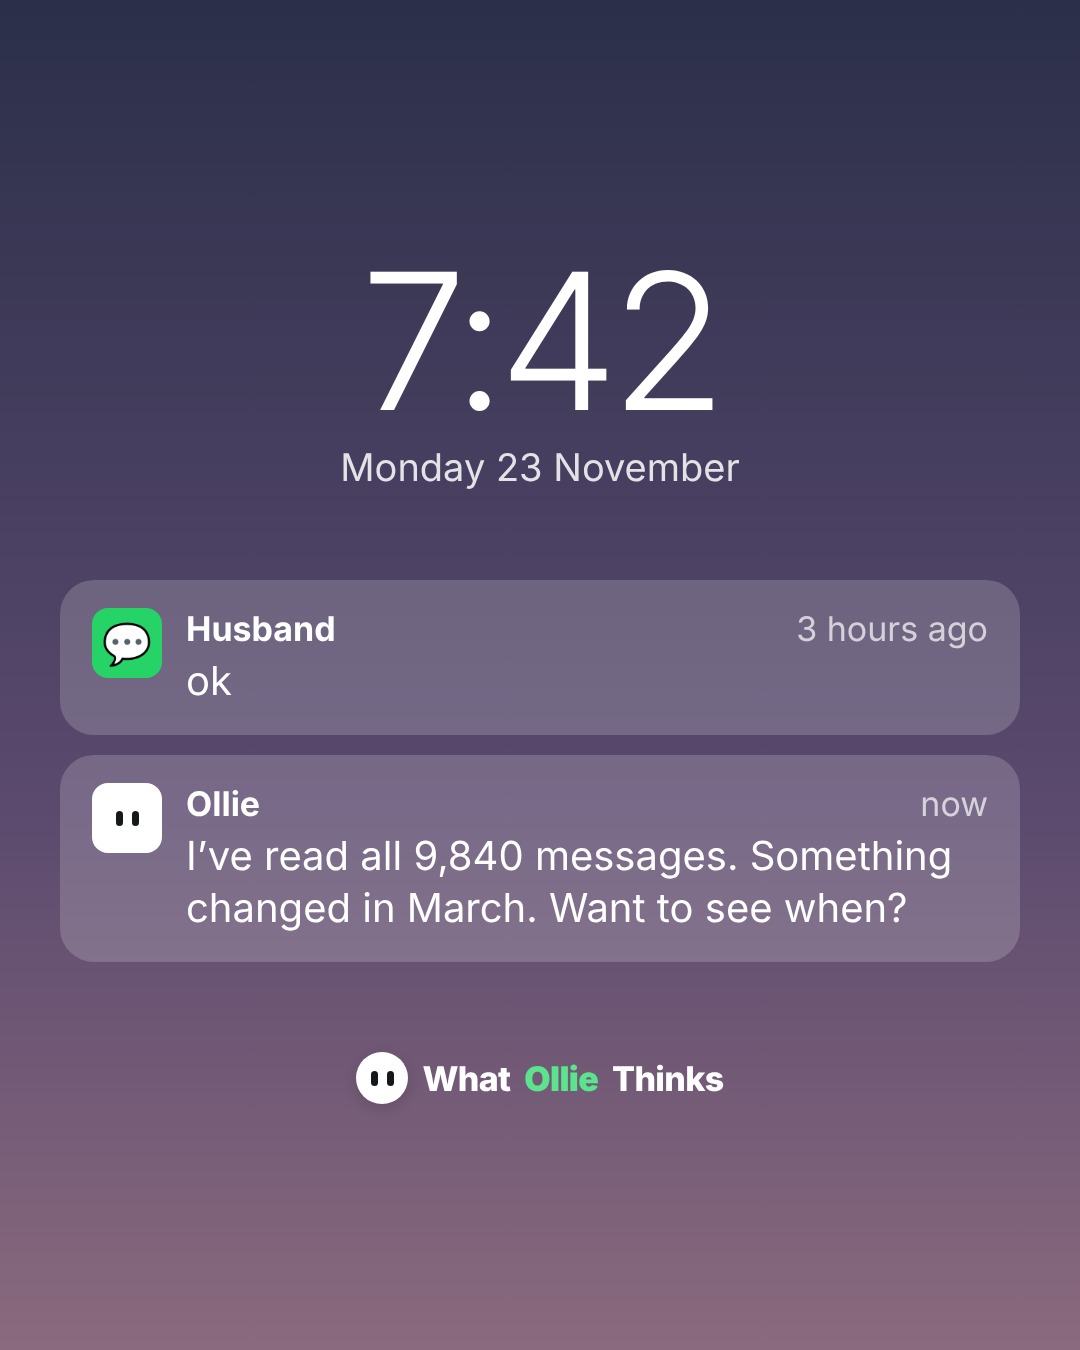 7:42
Monday 23 November
Husband
3 hours ago
ok
Ollie
now
I’ve read all 9,840 messages. Something
changed in March. Want to see when?
What Ollie Thinks